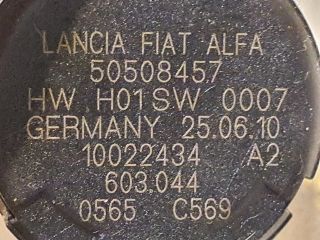 LANCIA FIAT ALFA
50508457
HW H01SW 0007
GERMANY 25.06.10
10022434 A2
603.044
0565 C569